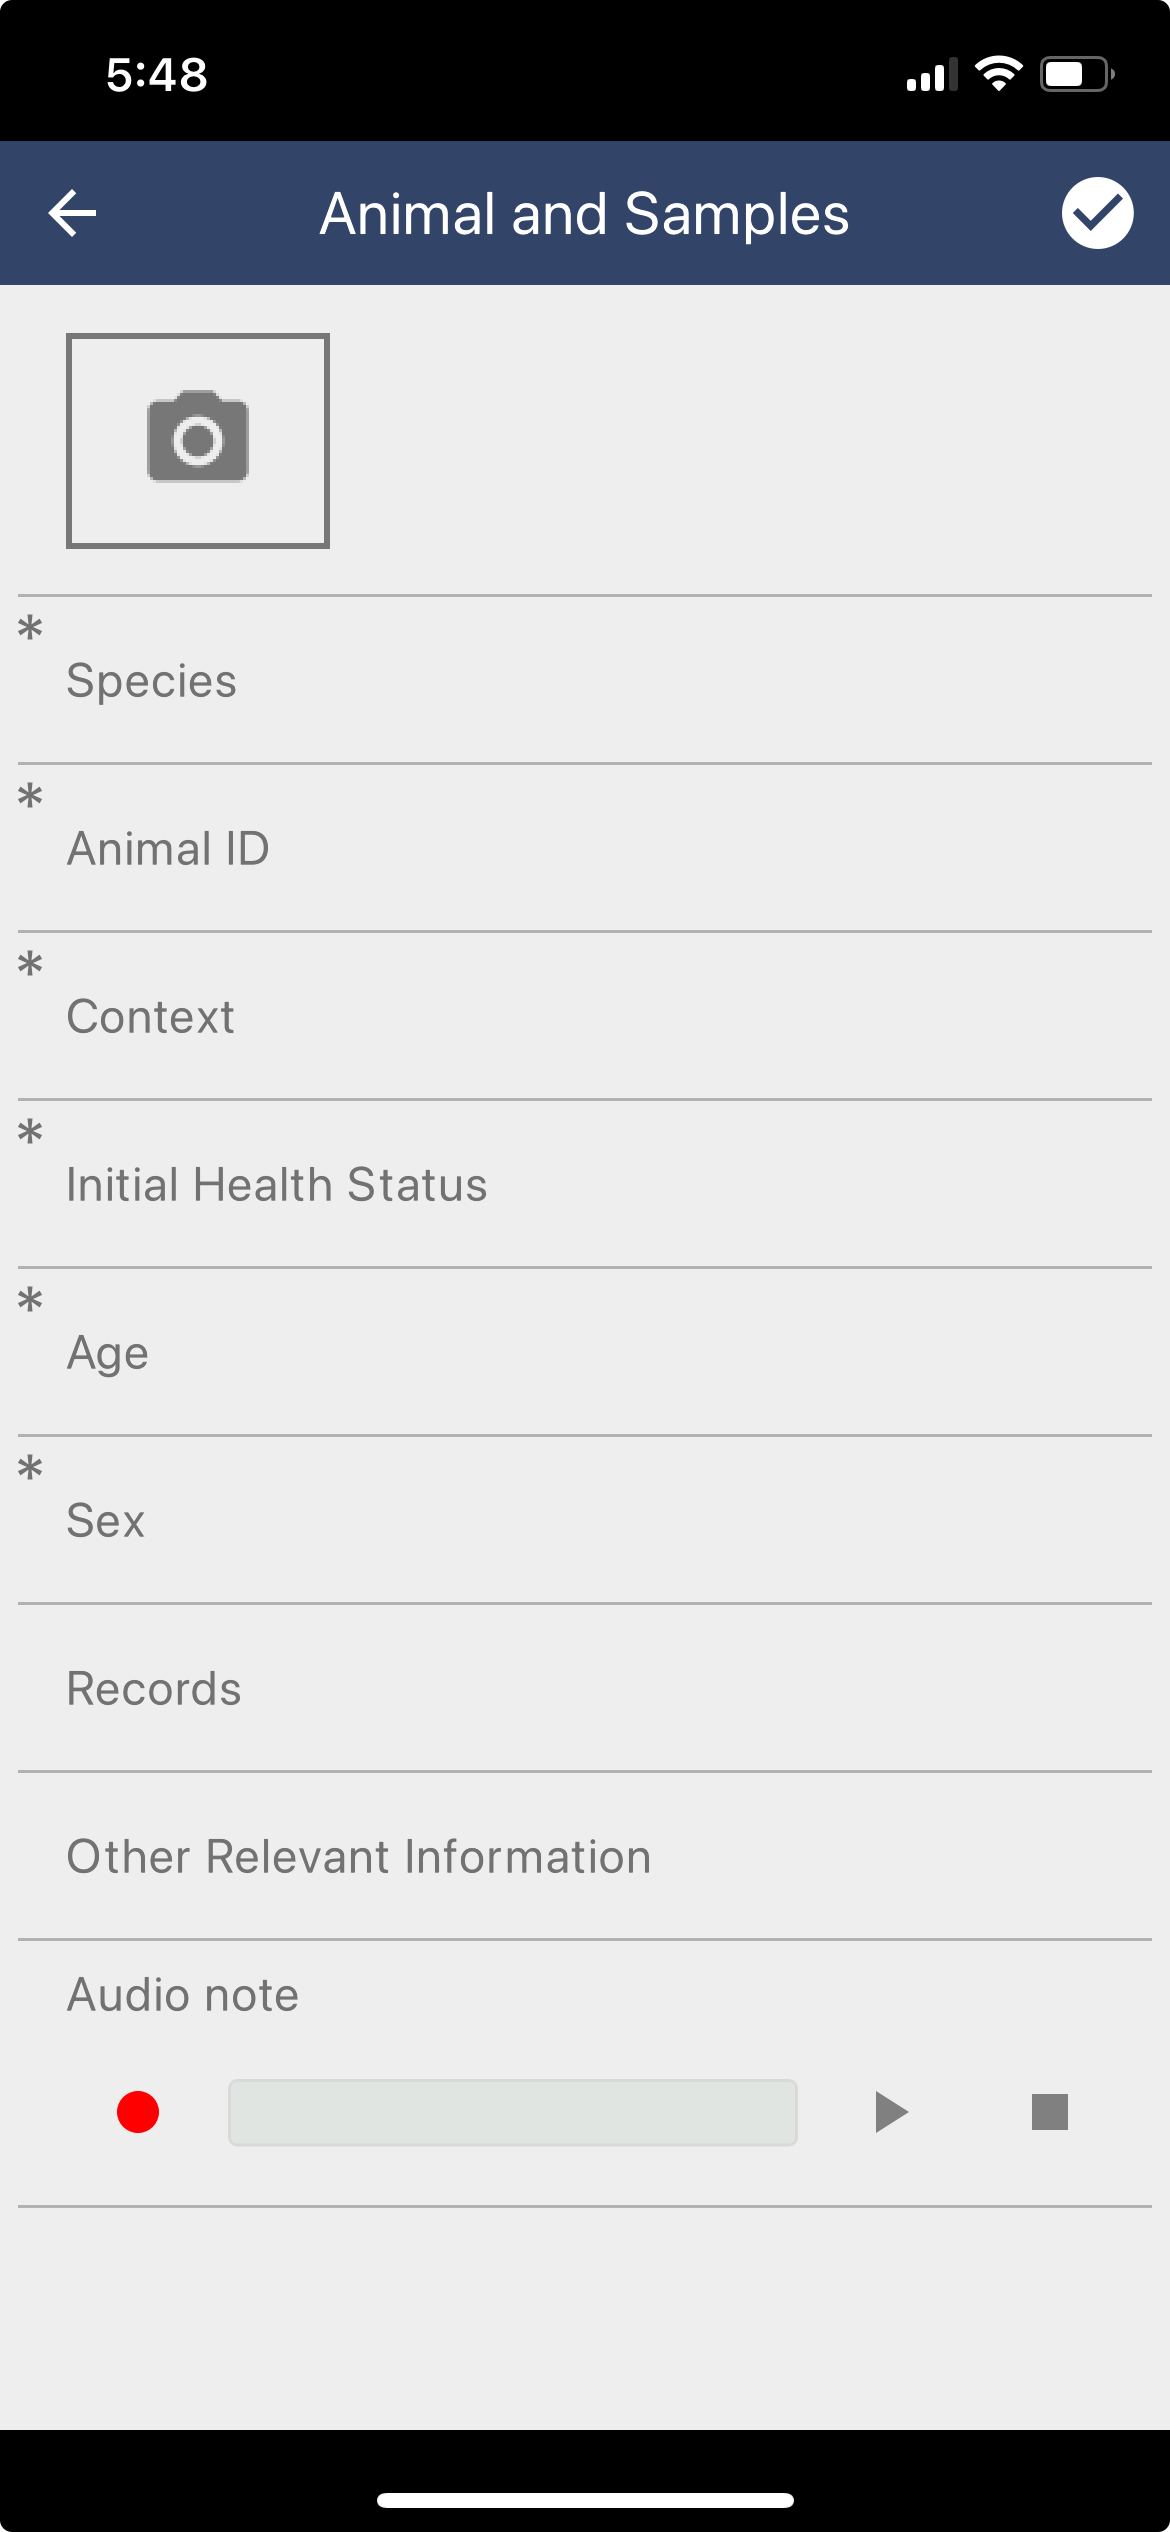 5:48
Animal and Samples
*
Species
*
Animal ID
*
Context
*
Initial Health Status
*
Age
*
Sex
Records
Other Relevant Information
Audio note